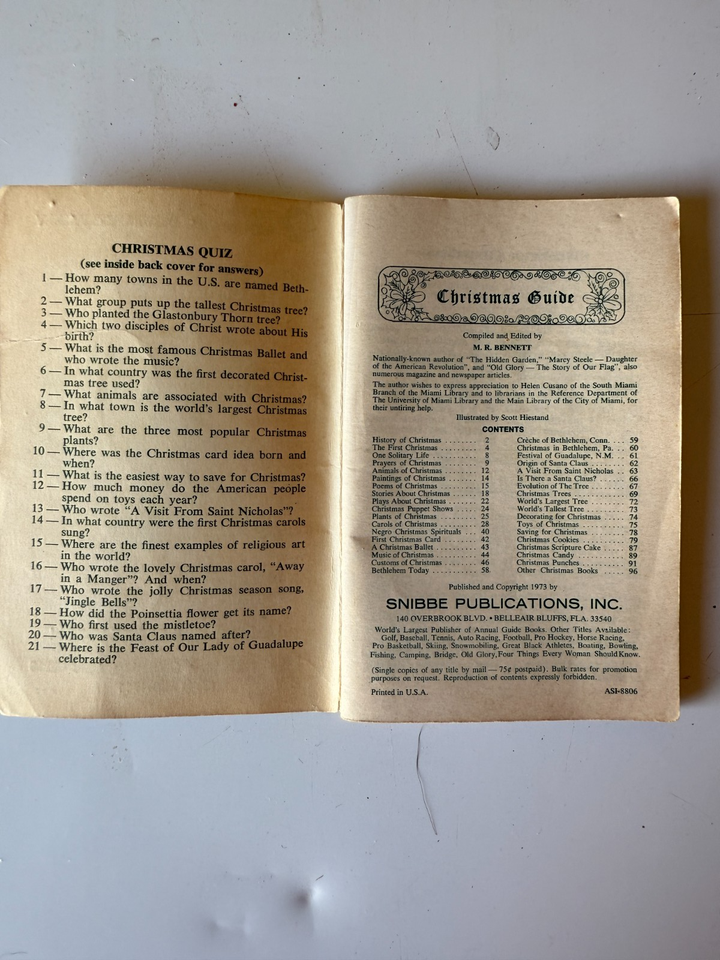 CHRISTMAS QUIZ
(see inside back cover for answers)
1 — How many towns in the U.S. are named Beth-
lehem?
2 — What group puts up the tallest Christmas tree?
3 — Who planted the Glastonbury Thorn tree?
4 — Which two disciples of Christ wrote about His
birth?
5 — What is the most famous Christmas Ballet and
who wrote the music?
6 — In what country was the first decorated Christ-
mas tree used?
7 — What animals are associated with Christmas?
8 — In what town is the world's largest Christmas
tree?
9 — What are the three most popular Christmas
plants?
10 — Where was the Christmas card idea born and
when?
11 — What is the easiest way to save for Christmas?
12 — How much money do the American people
spend on toys each year?
13 — Who wrote "A Visit From Saint Nicholas"?
14 — In what country were the first Christmas carols
sung?
15 — Where are the finest examples of religious art
in the world?
16 — Who wrote the lovely Christmas carol, "Away
in a Manger"? And when?
17 — Who wrote the jolly Christmas season song,
"Jingle Bells"?
18 — How did the Poinsettia flower get its name?
19 — Who first used the mistletoe?
20 — Who was Santa Claus named after?
21 — Where is the Feast of Our Lady of Guadalupe
celebrated?
Christmas Guide
Compiled and Edited by
M. R. BENNETT
Nationally-known author of "The Hidden Garden," "Marcy Steele — Daughter
of the American Revolution", and "Old Glory — The Story of Our Flag", also
numerous magazine and newspaper articles.
The author wishes to express appreciation to Helen Cusano of the South Miami
Branch of the Miami Library and to librarians in the Reference Department of
The University of Miami Library and the Main Library of the City of Miami, for
their untiring help.
Illustrated by Scott Hiestand
CONTENTS
History of Christmas ........ 2
The First Christmas ........ 4
One Solitary Life ........ 8
Prayers of Christmas ........ 9
Animals of Christmas ........ 12
Paintings of Christmas ........ 14
Poems of Christmas ........ 15
Stories About Christmas ........ 18
Plays About Christmas ........ 22
Christmas Puppet Shows ........ 24
Plants of Christmas ........ 25
Carols of Christmas ........ 28
Negro Christmas Spirituals ........ 40
First Christmas Card ........ 42
A Christmas Ballet ........ 43
Music of Christmas ........ 44
Customs of Christmas ........ 46
Bethlehem Today ........ 58
Crèche of Bethlehem, Conn. ... 59
Christmas in Bethlehem, Pa. ... 60
Festival of Guadalupe, N.M. ... 61
Origin of Santa Claus ........ 62
A Visit From Saint Nicholas ... 63
Is There a Santa Claus? ........ 66
Evolution of The Tree ........ 67
Christmas Trees ........ 69
World's Largest Tree ........ 72
World's Tallest Tree ........ 73
Decorating for Christmas ........ 74
Toys of Christmas ........ 75
Saving for Christmas ........ 78
Christmas Cookies ........ 79
Christmas Scripture Cake ........ 87
Christmas Candy ........ 89
Christmas Punches ........ 91
Other Christmas Books ........ 96
Published and Copyright 1973 by
SNIBBE PUBLICATIONS, INC.
140 OVERBROOK BLVD. • BELLEAIR BLUFFS, FLA. 33540
World's Largest Publisher of Annual Guide Books. Other Titles Available:
Golf, Baseball, Tennis, Auto Racing, Football, Pro Hockey, Horse Racing,
Pro Basketball, Skiing, Snowmobiling, Great Black Athletes, Boating, Bowling,
Fishing, Camping, Bridge, Old Glory, Four Things Every Woman Should Know.
(Single copies of any title by mail — 75¢ postpaid). Bulk rates for promotion
purposes on request. Reproduction of contents expressly forbidden.
Printed in U.S.A.
ASI-8806